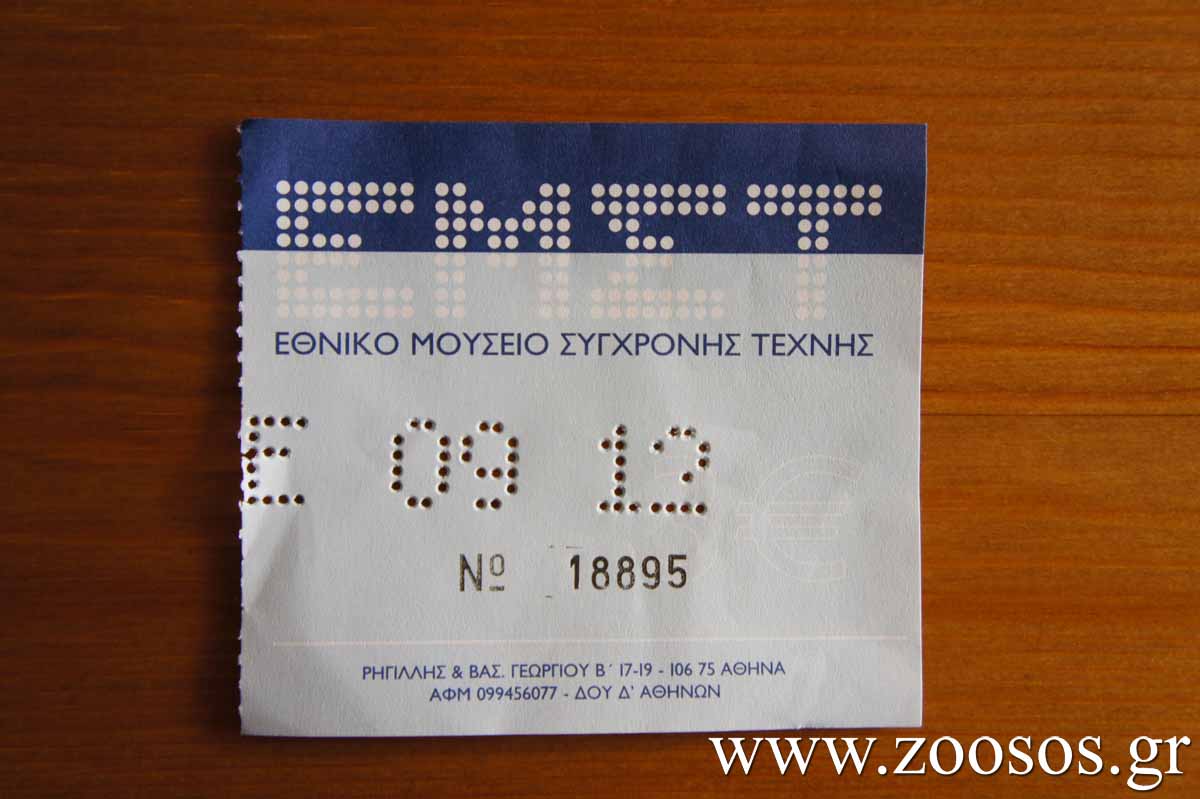 ΕΜΣΤ
ΕΘΝΙΚΟ ΜΟΥΣΕΙΟ ΣΥΓΧΡΟΝΗΣ ΤΕΧΝΗΣ
E 09 12
€
Nº 18895
ΡΗΓΙΛΛΗΣ & ΒΑΣ. ΓΕΩΡΓΙΟΥ Β΄ 17-19 - 106 75 ΑΘΗΝΑ
ΑΦΜ 099456077 - ΔΟΥ Δ' ΑΘΗΝΩΝ
www.zoosos.gr